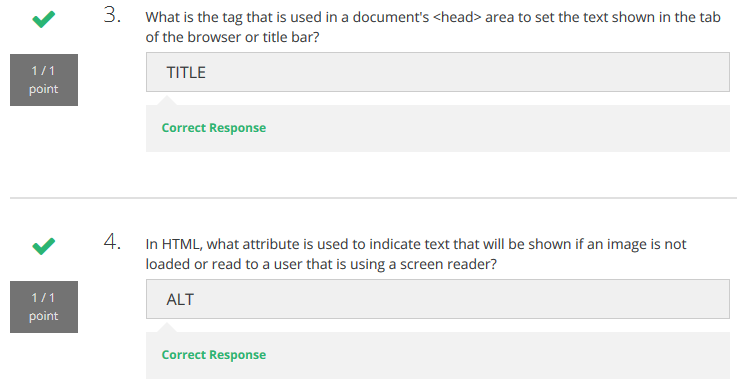 3. What is the tag that is used in a document's <head> area to set the text shown in the tab
of the browser or title bar?
1 / 1
point
TITLE
Correct Response
4. In HTML, what attribute is used to indicate text that will be shown if an image is not
loaded or read to a user that is using a screen reader?
1 / 1
point
ALT
Correct Response